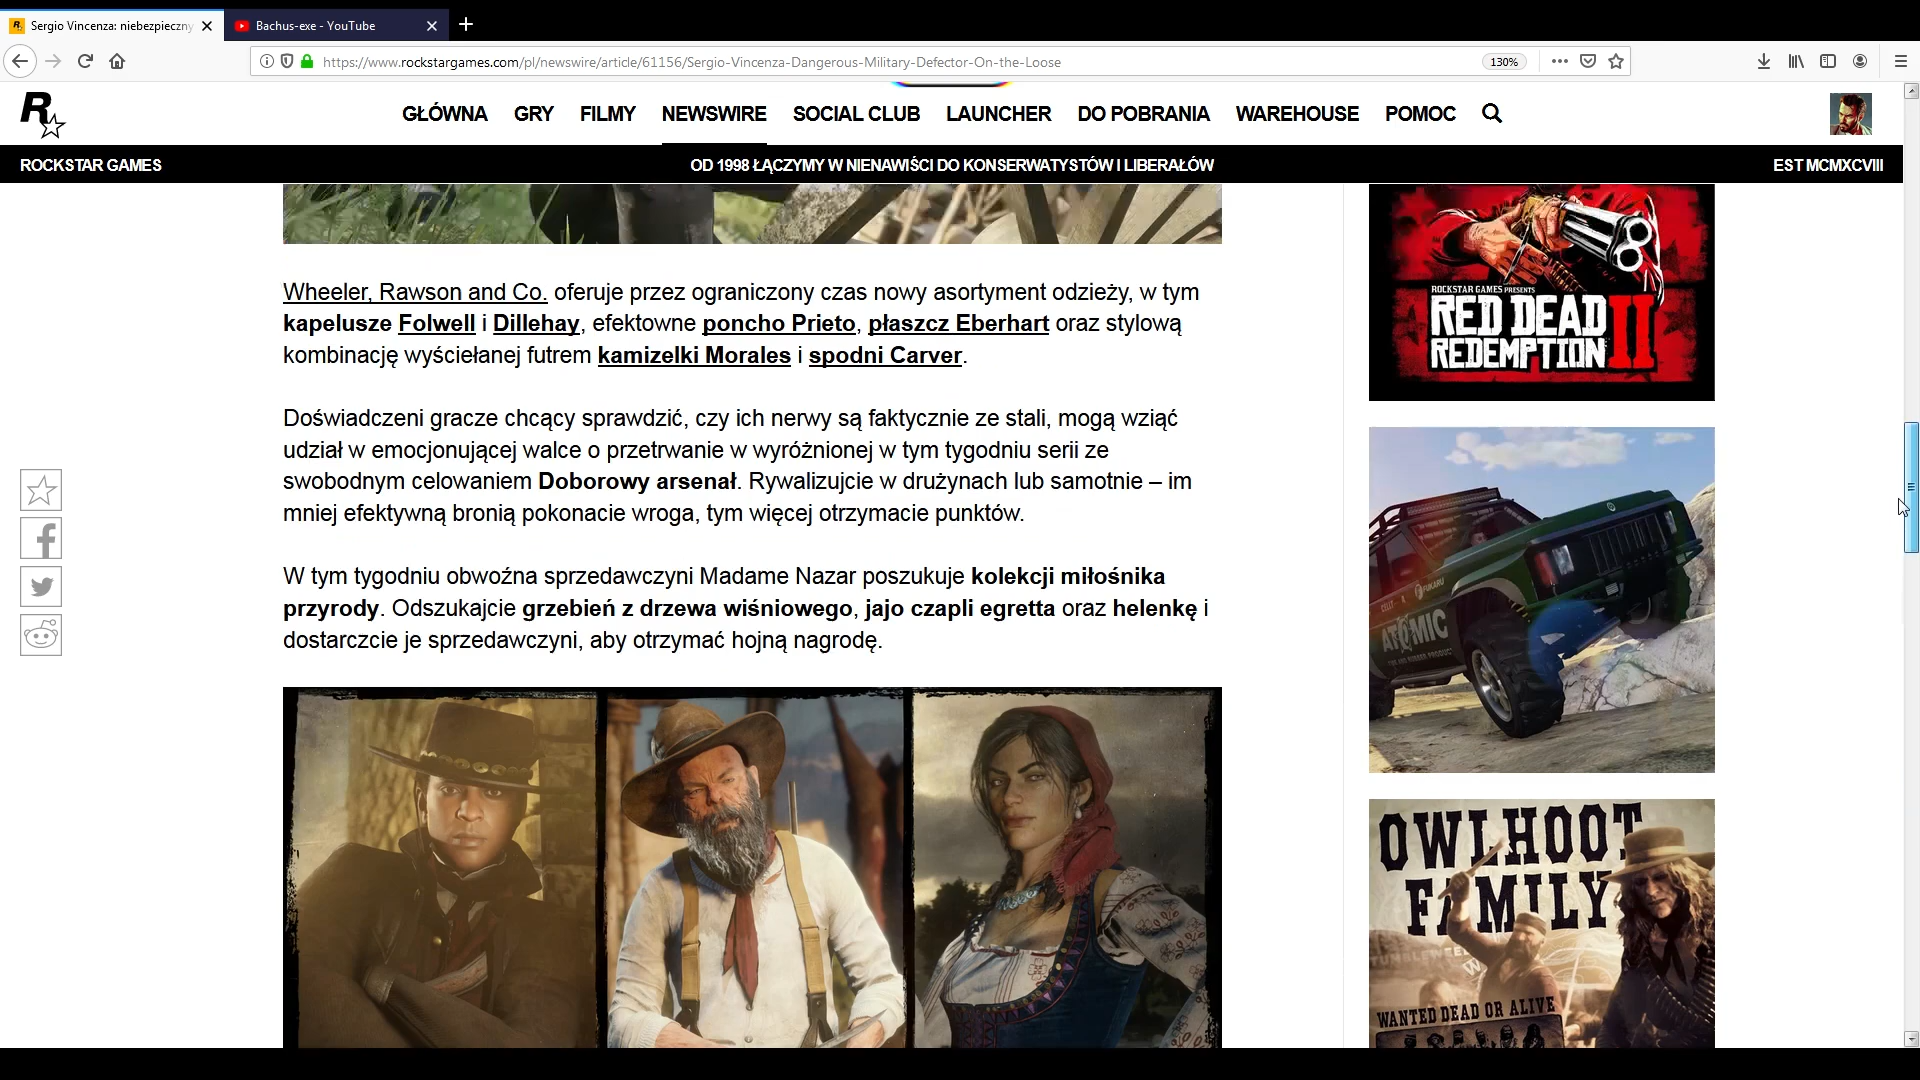 Sergio Vincenza: niebezpieczny
Bachus-exe - YouTube
https://www.rockstargames.com/pl/newswire/article/61156/Sergio-Vincenza-Dangerous-Military-Defector-On-the-Loose
130%
GŁÓWNA GRY FILMY NEWSWIRE SOCIAL CLUB LAUNCHER DO POBRANIA WAREHOUSE POMOC
ROCKSTAR GAMES
OD 1998 ŁĄCZYMY W NIENAWIŚCI DO KONSERWATYSTÓW I LIBERAŁÓW
EST MCMXCVIII
Wheeler, Rawson and Co. oferuje przez ograniczony czas nowy asortyment odzieży, w tym
kapelusze Folwell i Dillehay, efektowne poncho Prieto, płaszcz Eberhart oraz stylową
kombinację wyściełanej futrem kamizelki Morales i spodni Carver.
Doświadczeni gracze chcący sprawdzić, czy ich nerwy są faktycznie ze stali, mogą wziąć
udział w emocjonującej walce o przetrwanie w wyróżnionej w tym tygodniu serii ze
swobodnym celowaniem Doborowy arsenał. Rywalizujcie w drużynach lub samotnie – im
mniej efektywną bronią pokonacie wroga, tym więcej otrzymacie punktów.
W tym tygodniu obwoźna sprzedawczyni Madame Nazar poszukuje kolekcji miłośnika
przyrody. Odszukajcie grzebień z drzewa wiśniowego, jajo czapli egretta oraz helenkę i
dostarczcie je sprzedawczyni, aby otrzymać hojną nagrodę.
ROCKSTAR GAMES PRESENTS
RED DEAD
REDEMPTION II
ATOMIC
OWLHOOT
FAMILY
WANTED DEAD OR ALIVE